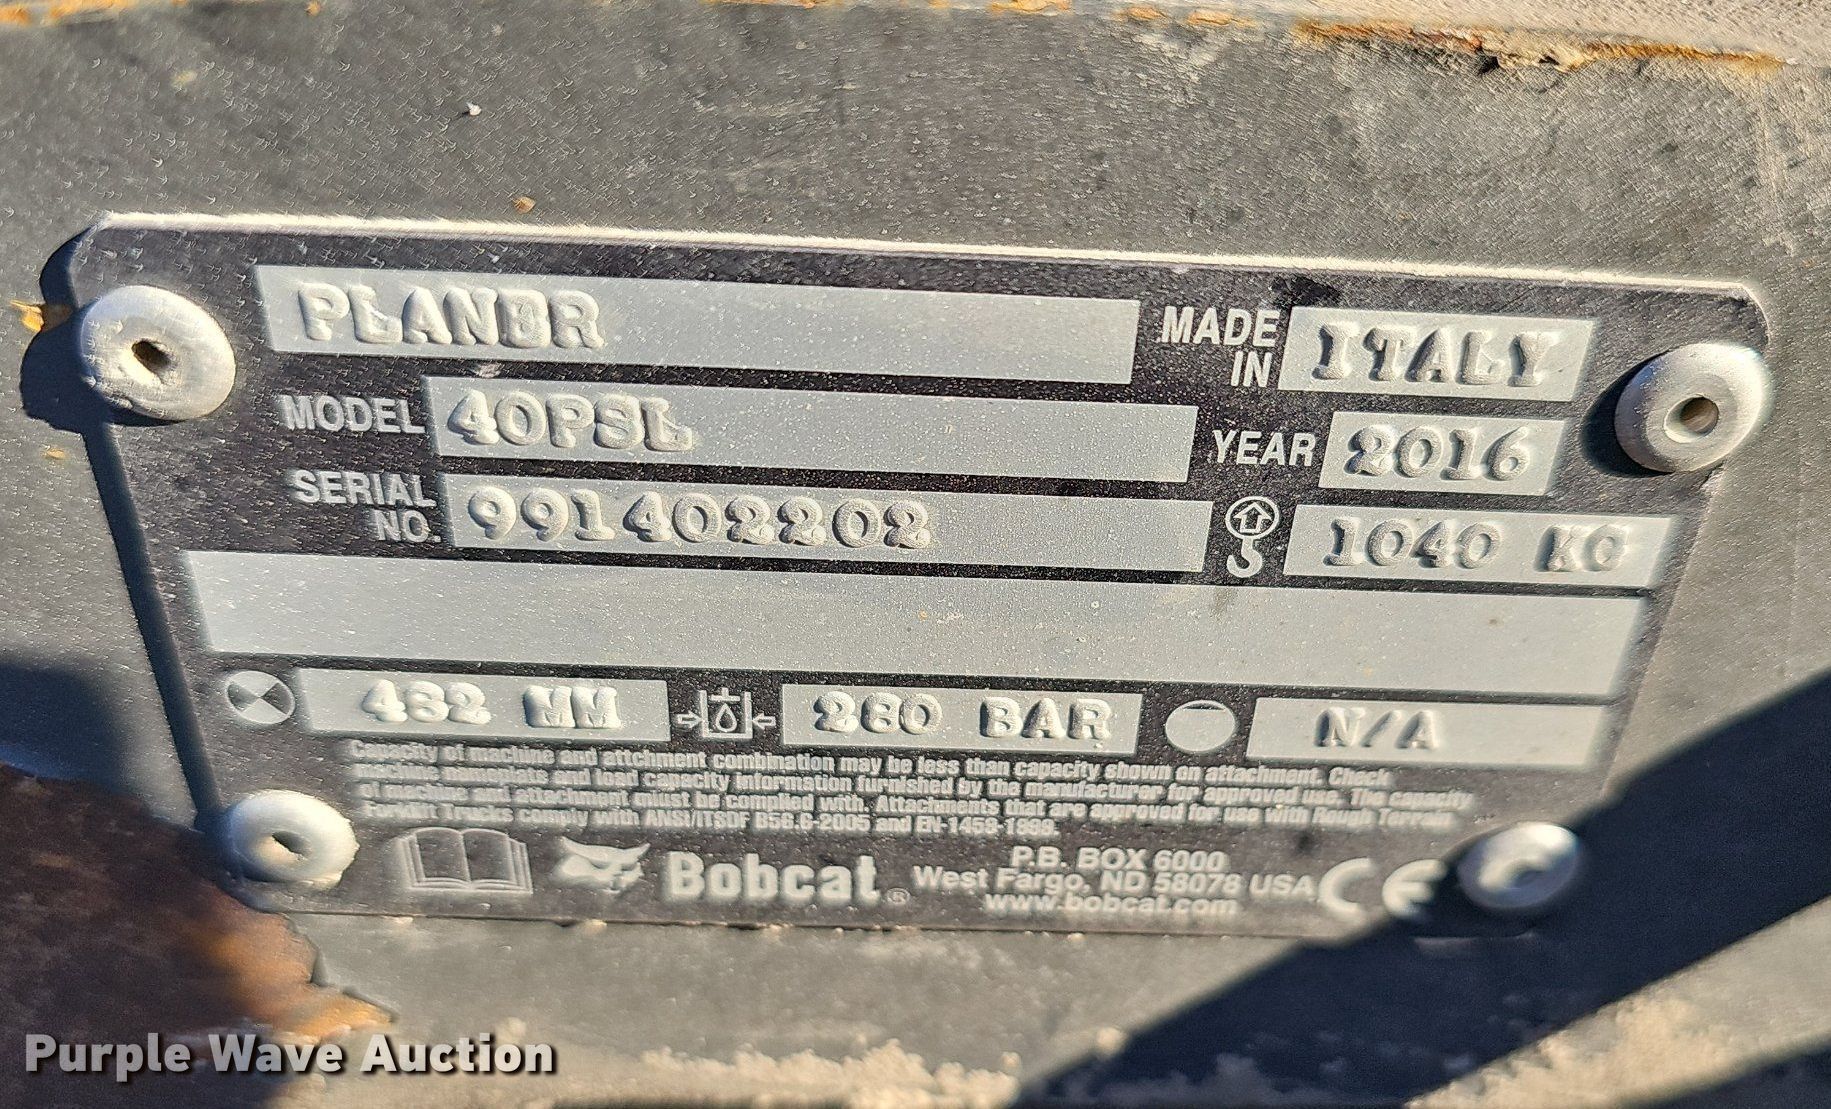 PLANER
MADE IN ITALY
MODEL 40PSL
YEAR 2016
SERIAL NO. 991402202
1040 KG
482 MM
280 BAR
N/A
Capacity of machine and attchment combination may be less than capacity shown on attachment. Check
machine nameplate and load capacity information furnished by the manufacturer for approved use. The capacity
of machine and attachment must be complied with. Attachments that are approved for use with Rough Terrain
Forklift Trucks comply with ANSI/ITSDF B56.6-2005 and EN-1459-1999.
Bobcat®
P.B. BOX 6000
West Fargo, ND 58078 USA
www.bobcat.com
CE
Purple Wave Auction